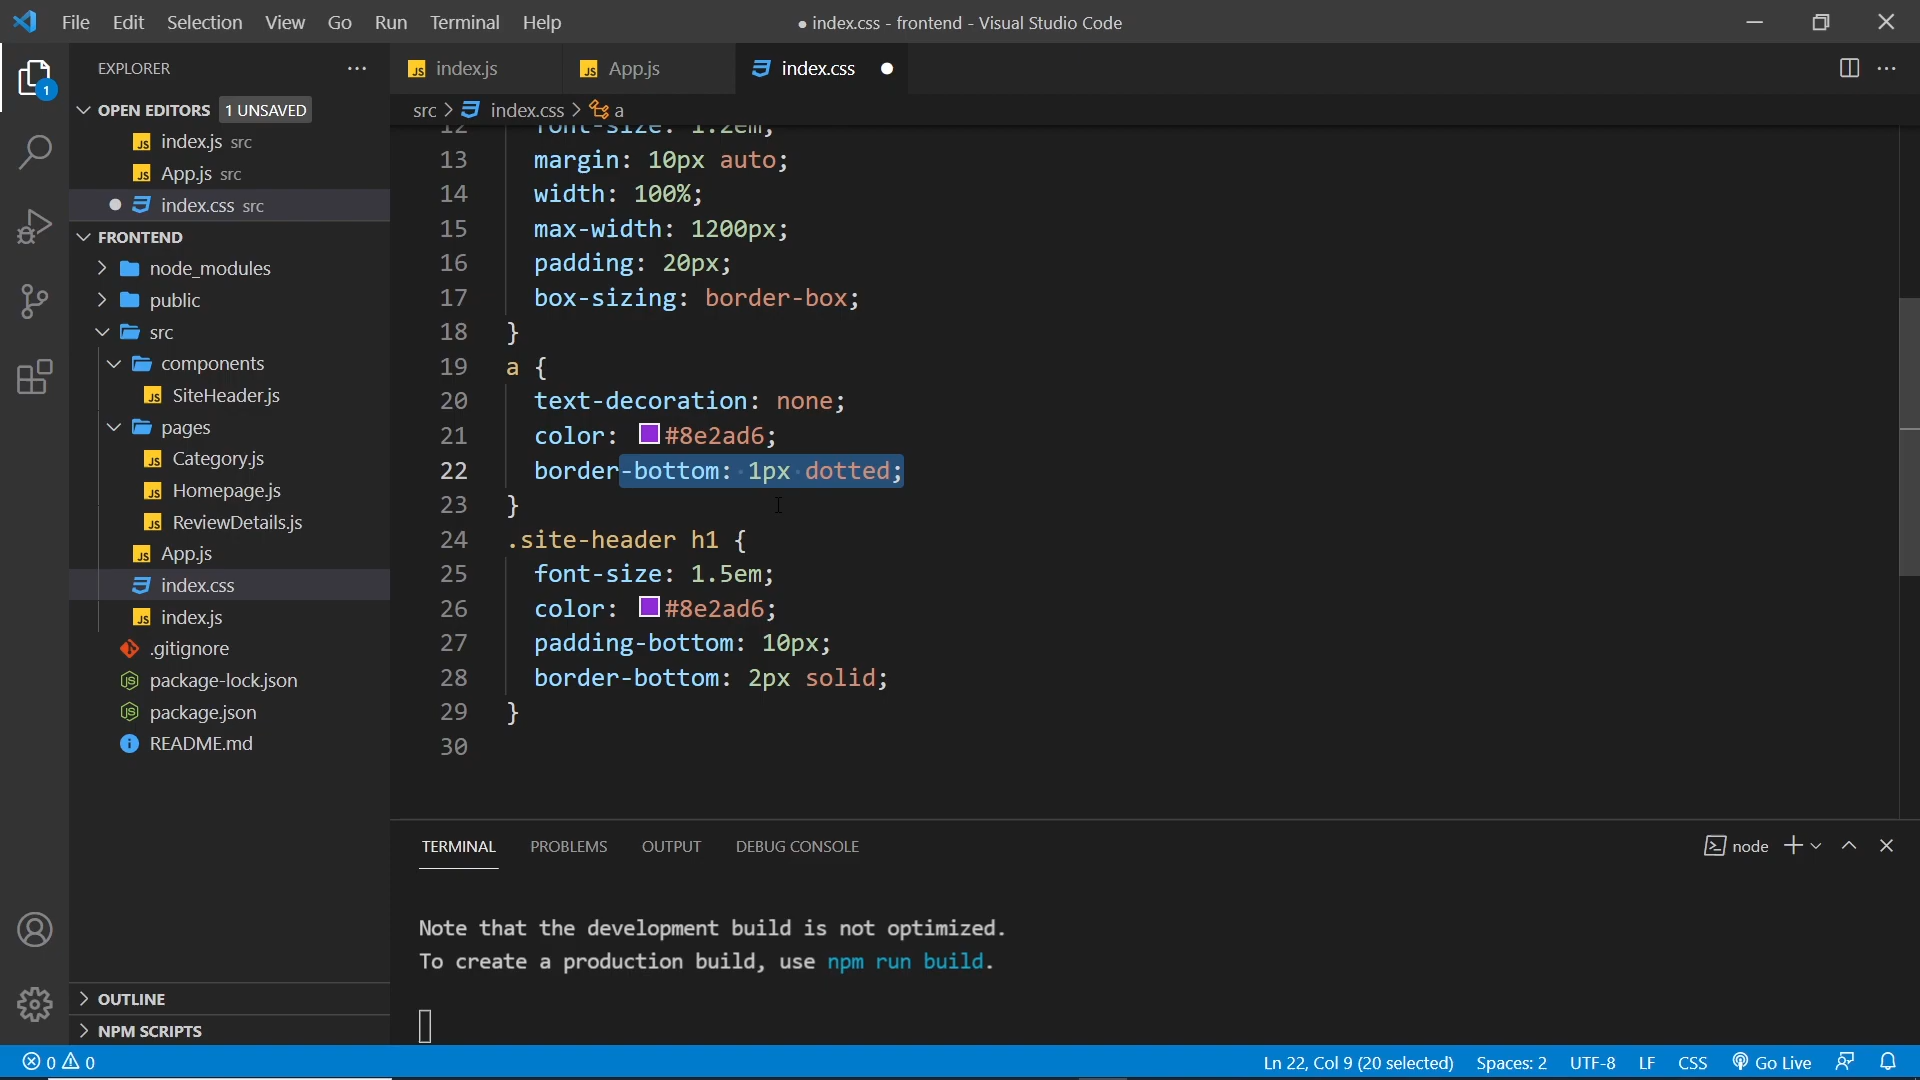 File Edit Selection View Go Run Terminal Help
● index.css - frontend - Visual Studio Code
EXPLORER
1
OPEN EDITORS 1 UNSAVED
index.js src
App.js src
index.css src
FRONTEND
node_modules
public
src
components
SiteHeader.js
pages
Category.js
Homepage.js
ReviewDetails.js
App.js
index.css
index.js
.gitignore
package-lock.json
package.json
README.md
OUTLINE
NPM SCRIPTS
index.js App.js index.css
src > index.css > a
12 font-size: 1.2em;
13 margin: 10px auto;
14 width: 100%;
15 max-width: 1200px;
16 padding: 20px;
17 box-sizing: border-box;
18 }
19 a {
20 text-decoration: none;
21 color: #8e2ad6;
22 border-bottom: 1px dotted;
23 }
24 .site-header h1 {
25 font-size: 1.5em;
26 color: #8e2ad6;
27 padding-bottom: 10px;
28 border-bottom: 2px solid;
29 }
30
TERMINAL PROBLEMS OUTPUT DEBUG CONSOLE
node
Note that the development build is not optimized.
To create a production build, use npm run build.
0 0
Ln 22, Col 9 (20 selected) Spaces: 2 UTF-8 LF CSS Go Live